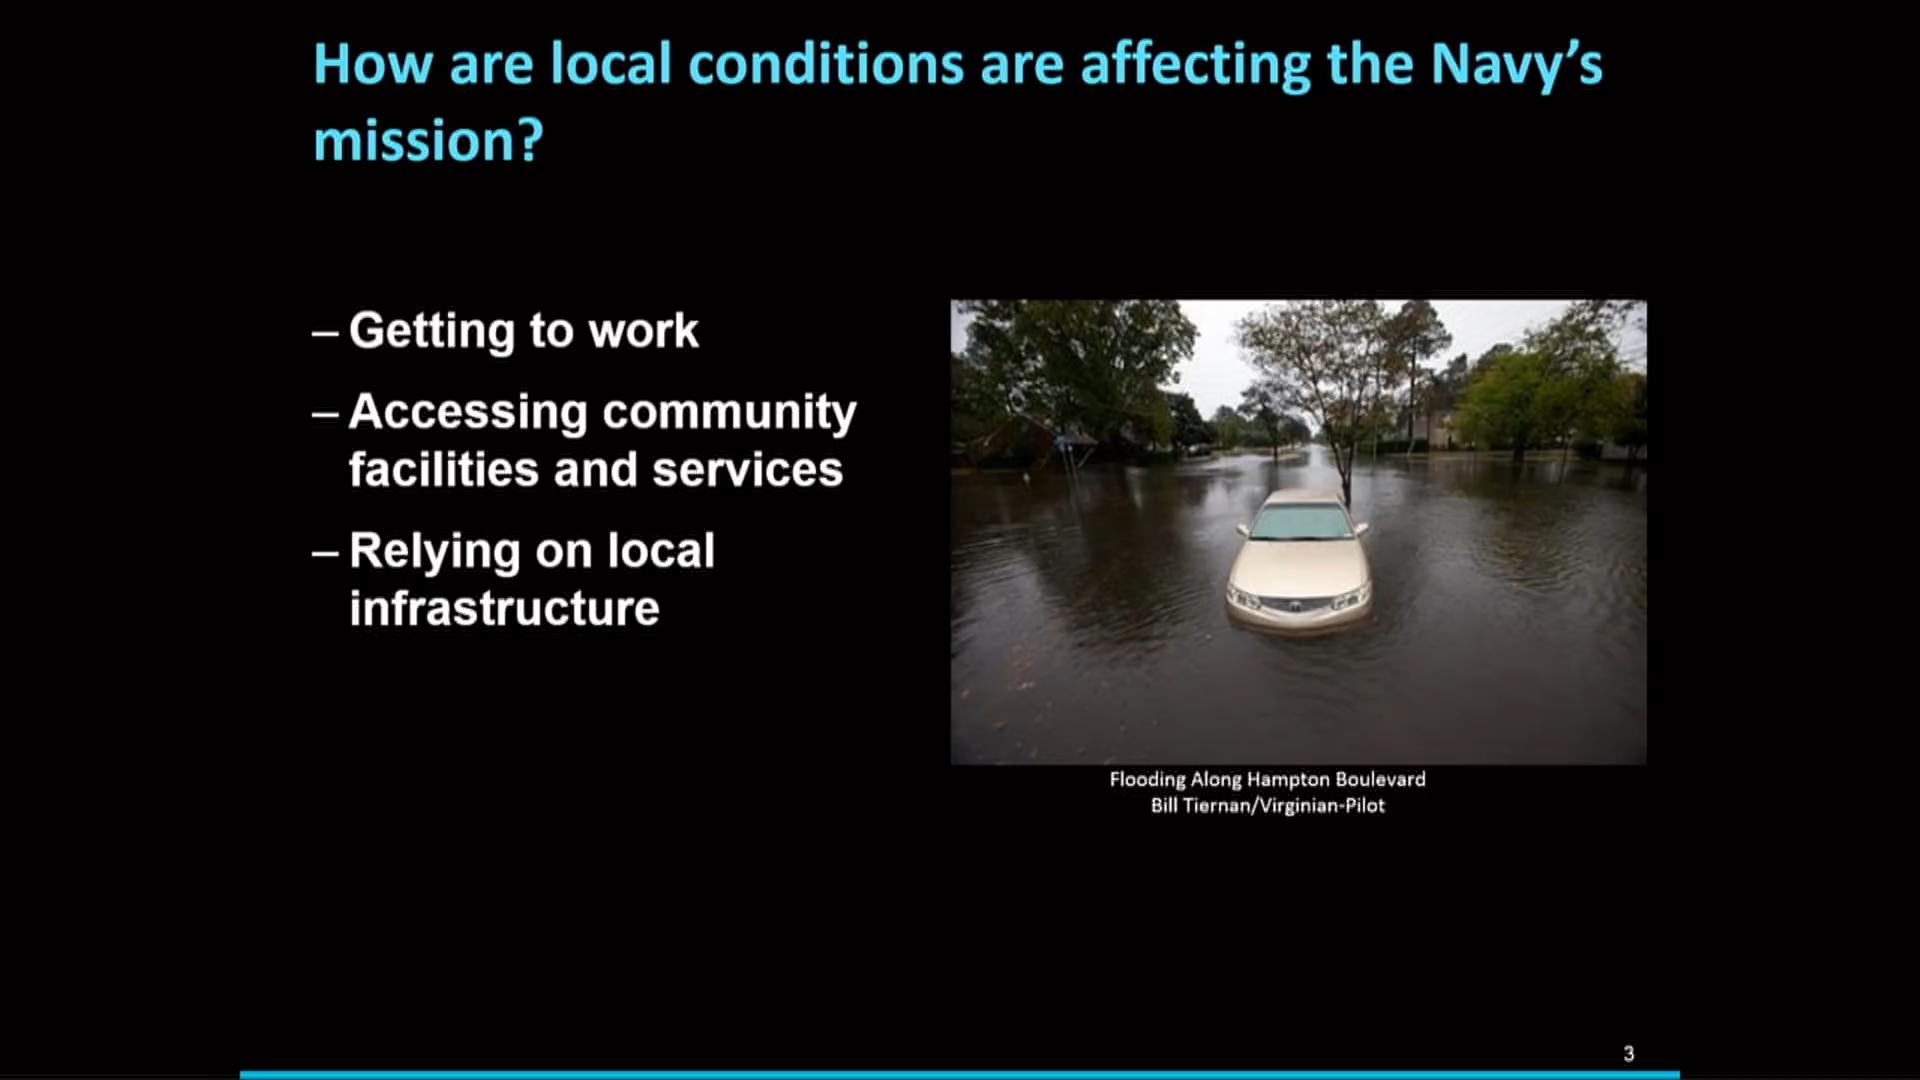 How are local conditions are affecting the Navy's
mission?
– Getting to work
– Accessing community
facilities and services
– Relying on local
infrastructure
Flooding Along Hampton Boulevard
Bill Tiernan/Virginian-Pilot
3